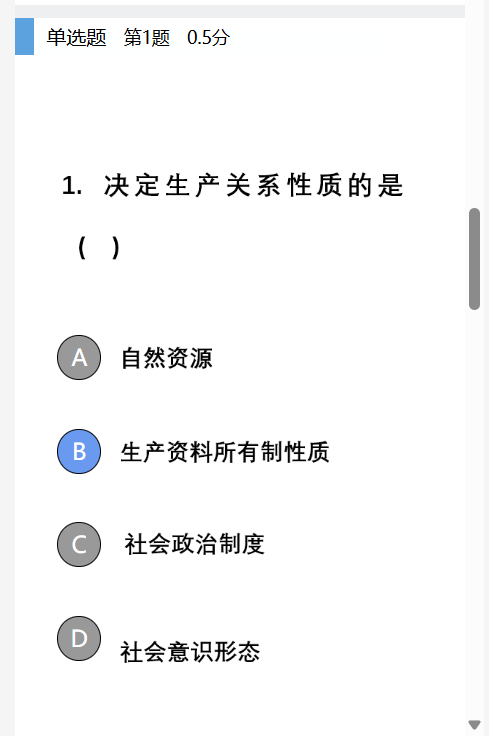 单选题 第1题 0.5分
1. 决定生产关系性质的是
( )
A 自然资源
B 生产资料所有制性质
C 社会政治制度
D 社会意识形态